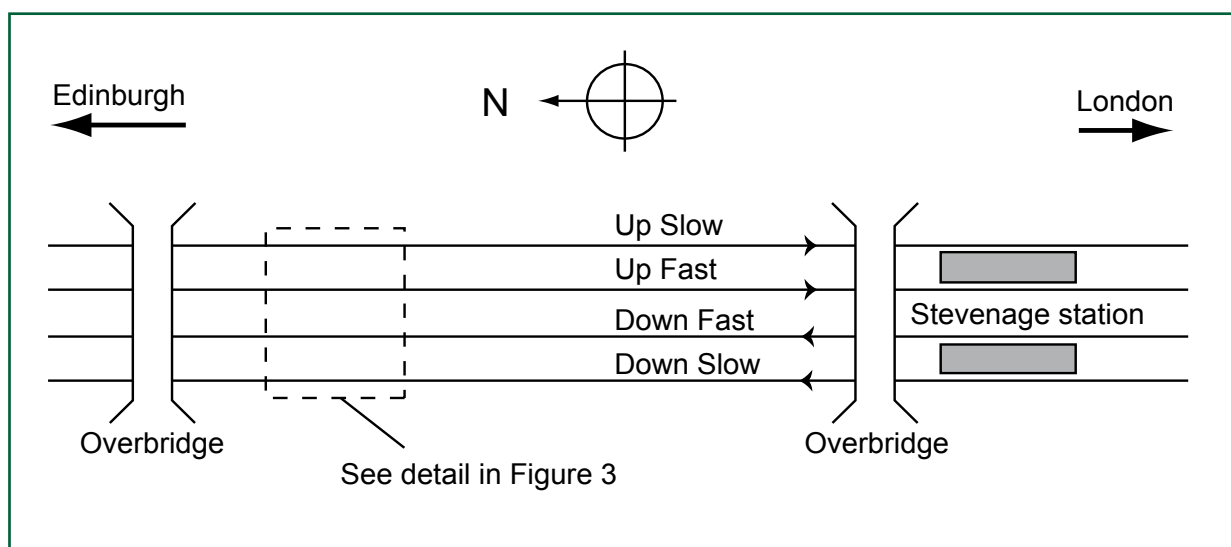 Edinburgh
N
London
Up Slow
Up Fast
Down Fast
Stevenage station
Down Slow
Overbridge
Overbridge
See detail in Figure 3